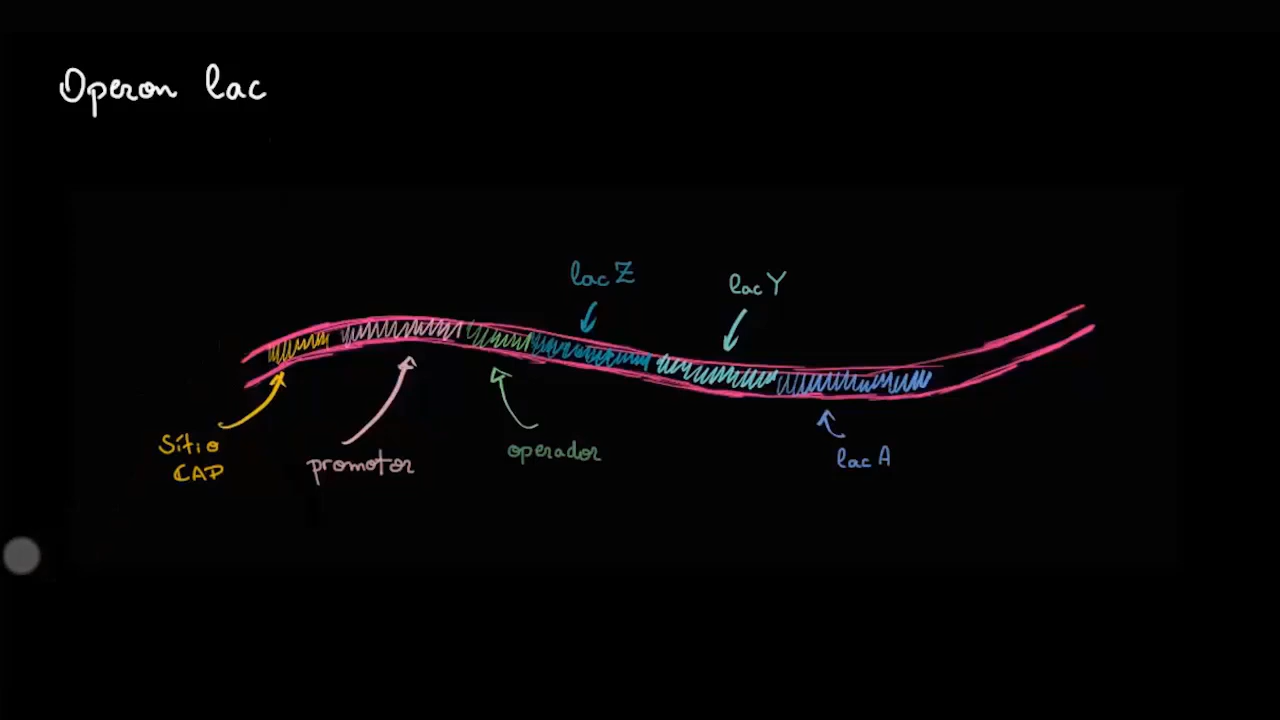 Operon lac
lac Z
lac Y
Sítio
CAP
promotor
operador
lac A